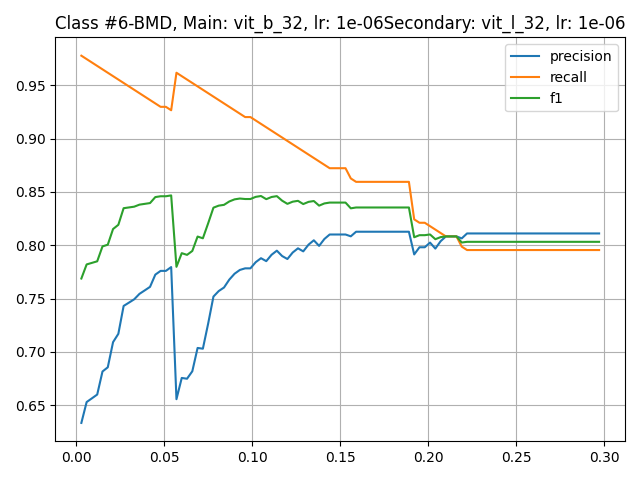 Class #6-BMD, Main: vit_b_32, lr: 1e-06Secondary: vit_l_32, lr: 1e-06
precision
recall
f1
0.95
0.90
0.85
0.80
0.75
0.70
0.65
0.00 0.05 0.10 0.15 0.20 0.25 0.30